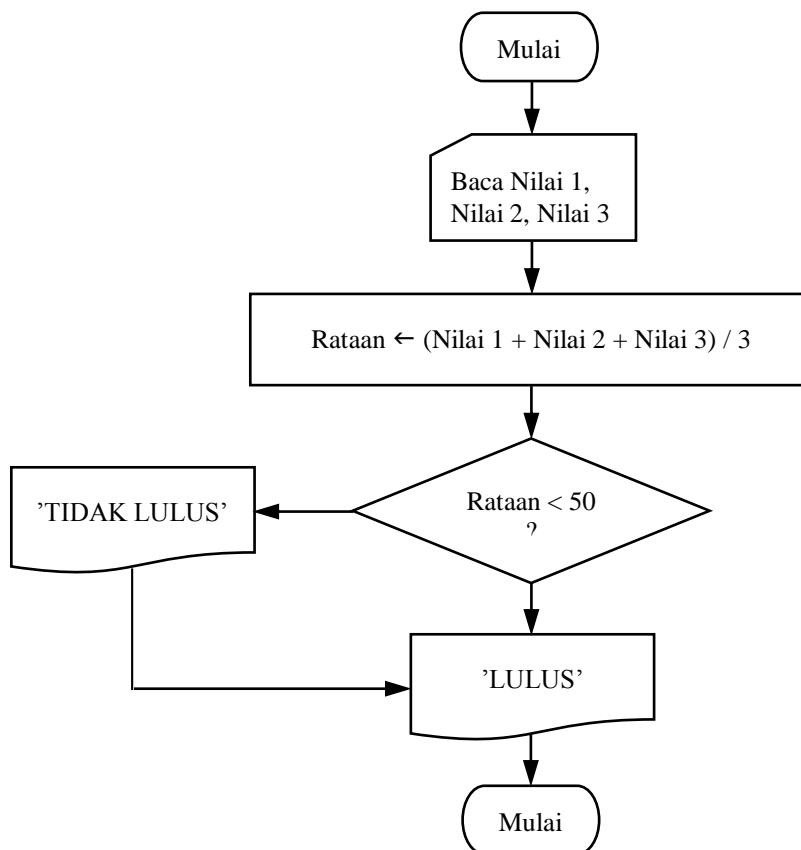 Mulai
Baca Nilai 1,
Nilai 2, Nilai 3
Rataan ← (Nilai 1 + Nilai 2 + Nilai 3) / 3
Rataan < 50
?
’TIDAK LULUS’
’LULUS’
Mulai